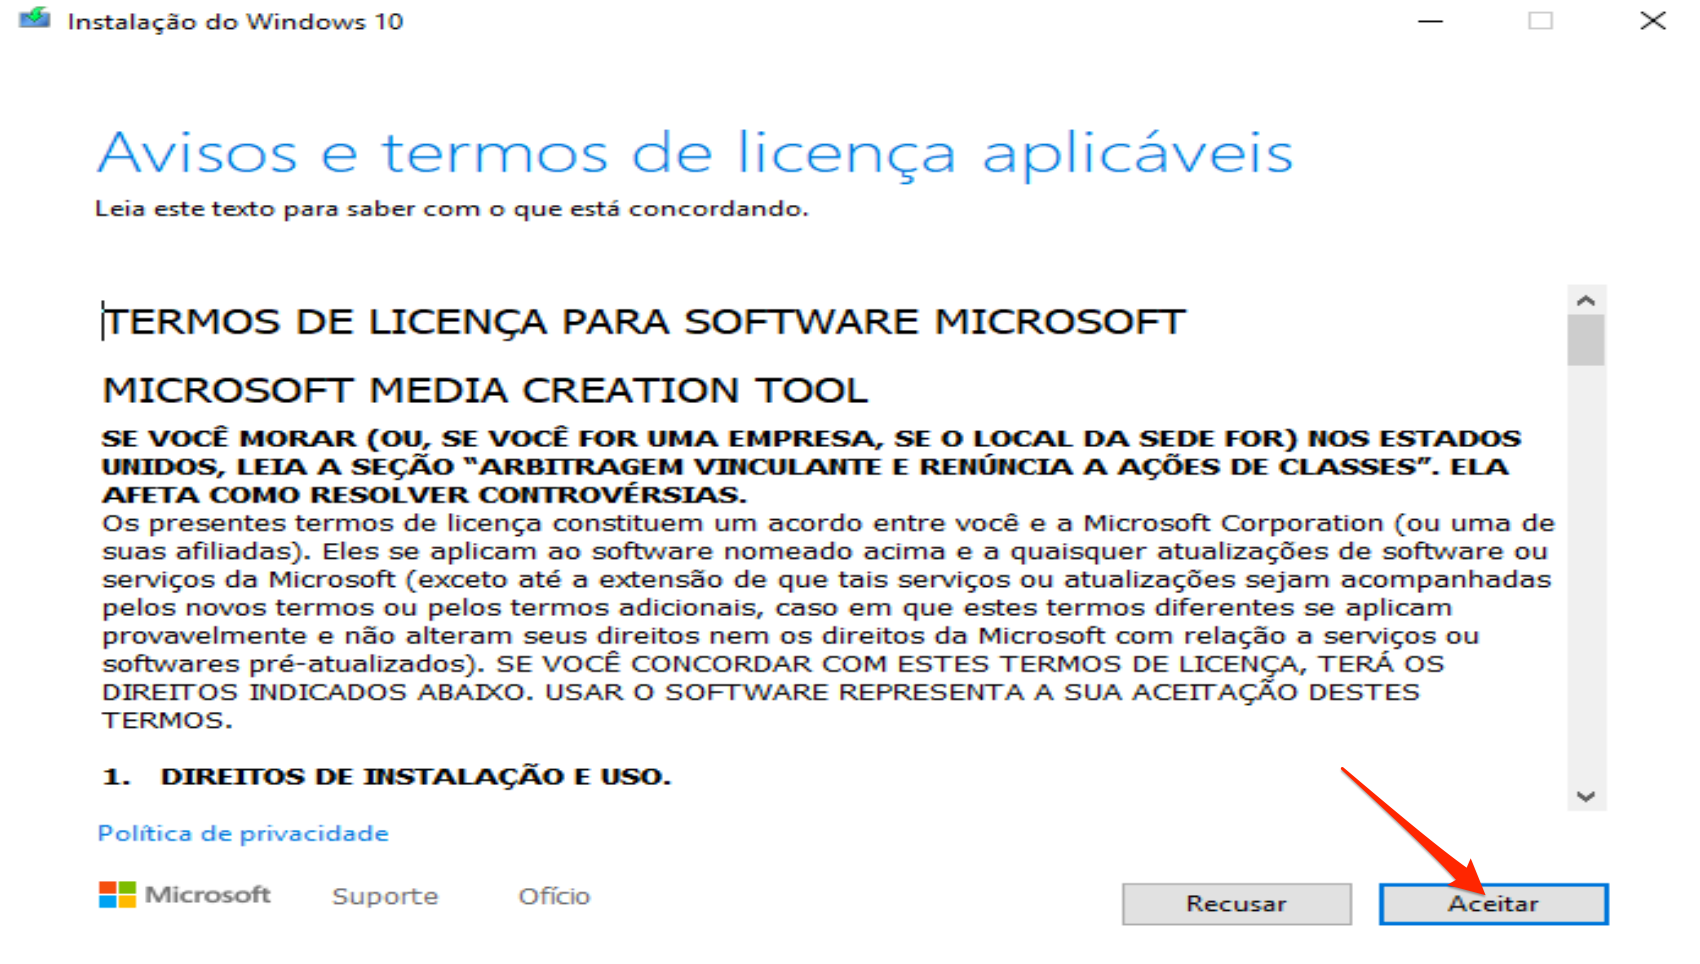 Instalação do Windows 10
Avisos e termos de licença aplicáveis
Leia este texto para saber com o que está concordando.
TERMOS DE LICENÇA PARA SOFTWARE MICROSOFT
MICROSOFT MEDIA CREATION TOOL
SE VOCÊ MORAR (OU, SE VOCÊ FOR UMA EMPRESA, SE O LOCAL DA SEDE FOR) NOS ESTADOS
UNIDOS, LEIA A SEÇÃO “ARBITRAGEM VINCULANTE E RENÚNCIA A AÇÕES DE CLASSES”. ELA
AFETA COMO RESOLVER CONTROVÉRSIAS.
Os presentes termos de licença constituem um acordo entre você e a Microsoft Corporation (ou uma de
suas afiliadas). Eles se aplicam ao software nomeado acima e a quaisquer atualizações de software ou
serviços da Microsoft (exceto até a extensão de que tais serviços ou atualizações sejam acompanhadas
pelos novos termos ou pelos termos adicionais, caso em que estes termos diferentes se aplicam
provavelmente e não alteram seus direitos nem os direitos da Microsoft com relação a serviços ou
softwares pré-atualizados). SE VOCÊ CONCORDAR COM ESTES TERMOS DE LICENÇA, TERÁ OS
DIREITOS INDICADOS ABAIXO. USAR O SOFTWARE REPRESENTA A SUA ACEITAÇÃO DESTES
TERMOS.
1. DIREITOS DE INSTALAÇÃO E USO.
Política de privacidade
Microsoft Suporte Ofício Recusar Aceitar